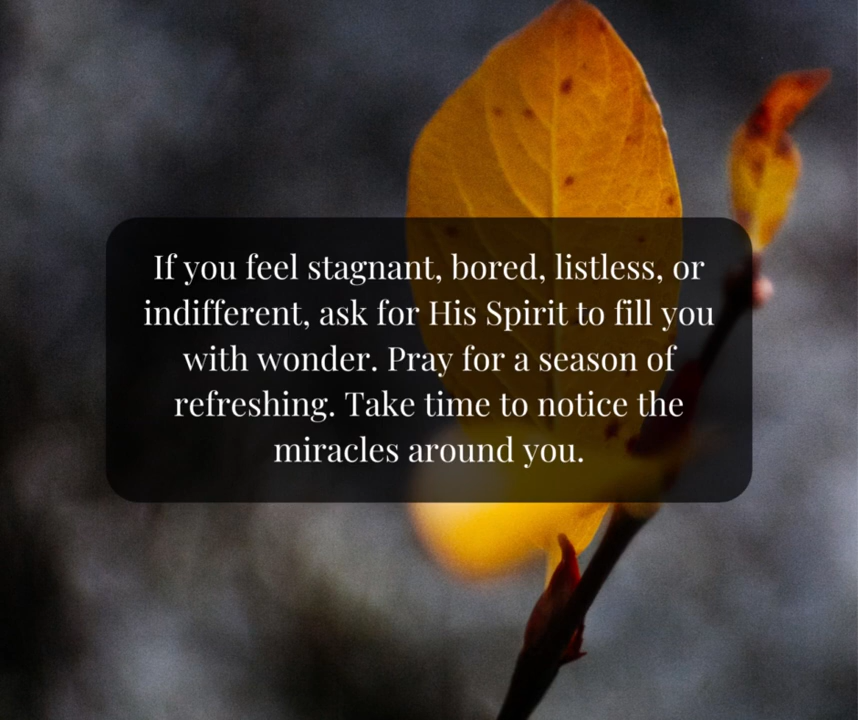 If you feel stagnant, bored, listless, or
indifferent, ask for His Spirit to fill you
with wonder. Pray for a season of
refreshing. Take time to notice the
miracles around you.